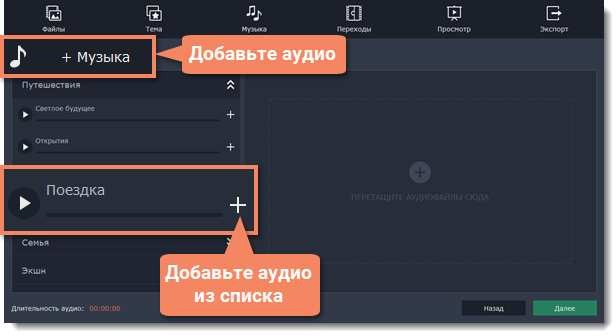 Файлы
Тема
Музыка
Переходы
Просмотр
Экспорт
+ Музыка
Добавьте аудио
Путешествия
Светлое будущее
Открытия
Поездка
ПЕРЕТАЩИТЕ АУДИОФАЙЛЫ СЮДА
Семья
Экшн
Добавьте аудио
из списка
Длительность аудио: 00:00:00
Назад
Далее